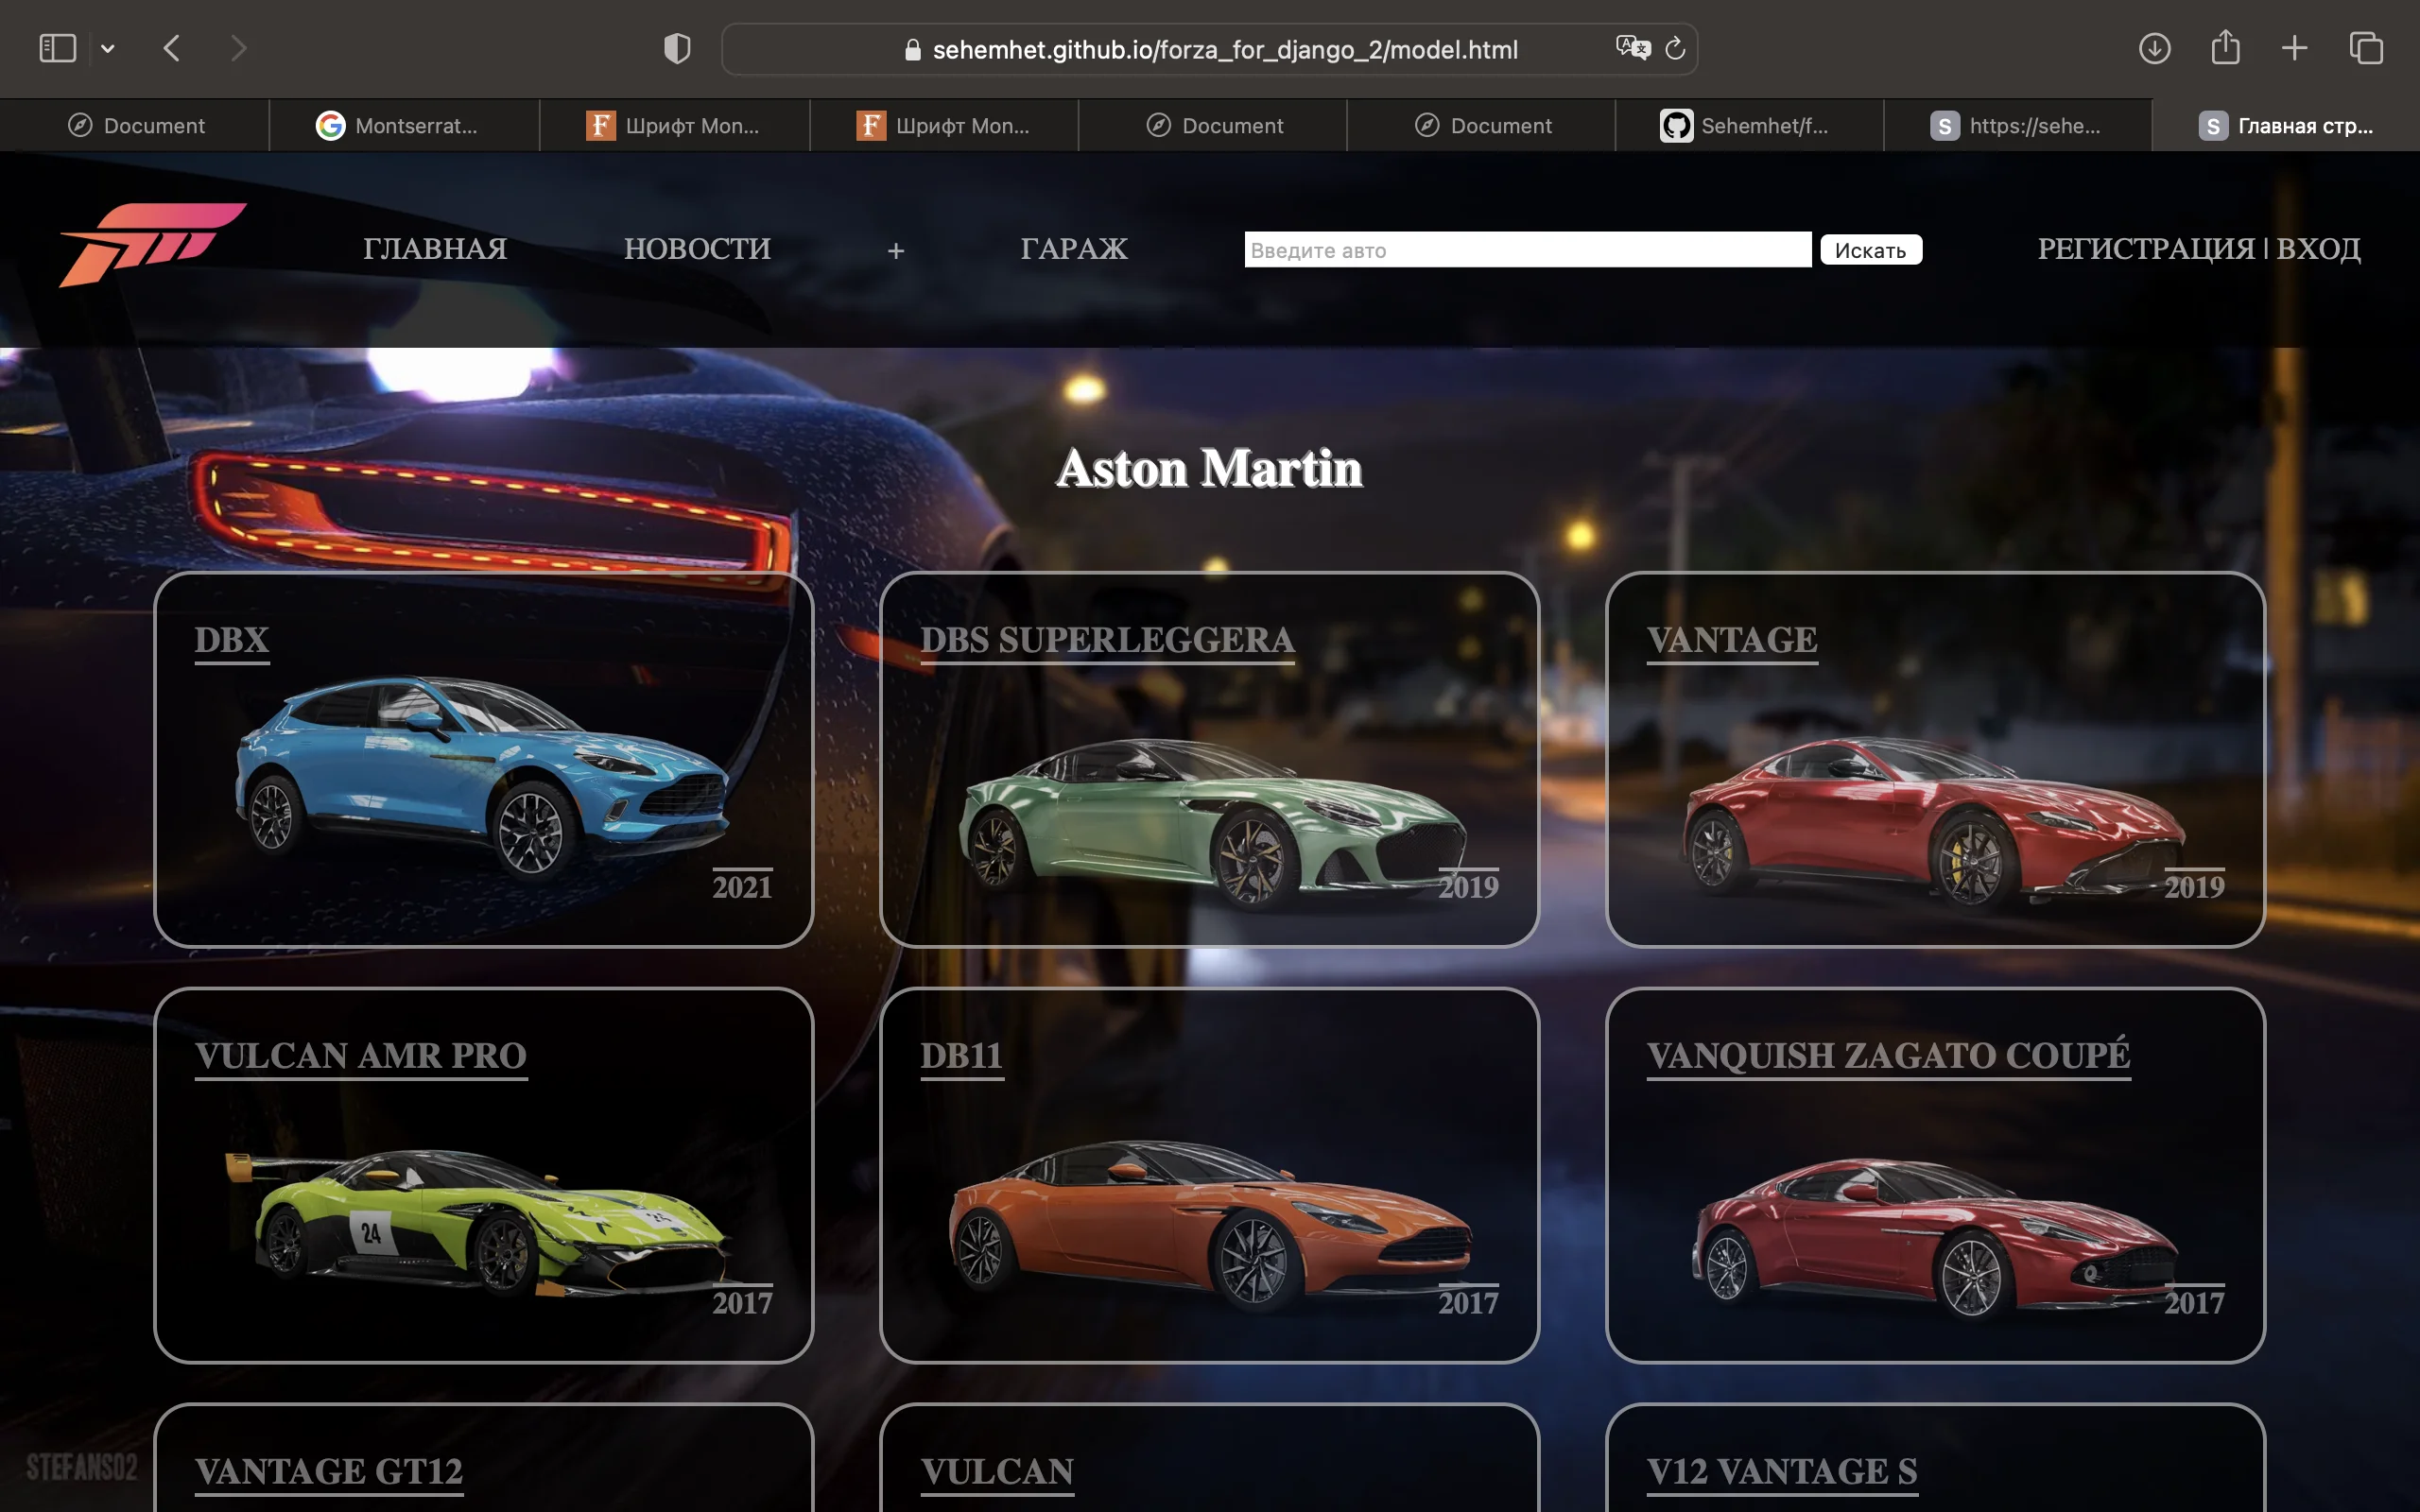 sehemhet.github.io/forza_for_django_2/model.html
Document
Montserrat...
Шрифт Mon...
Шрифт Mon...
Document
Document
Sehemhet/f...
S https://sehe...
S Главная стр...
ГЛАВНАЯ НОВОСТИ + ГАРАЖ Введите авто Искать РЕГИСТРАЦИЯ | ВХОД
Aston Martin
DBX
2021
DBS SUPERLEGGERA
2019
VANTAGE
2019
VULCAN AMR PRO
24
2017
DB11
2017
VANQUISH ZAGATO COUPÉ
2017
VANTAGE GT12
VULCAN
V12 VANTAGE S
STEFANS02